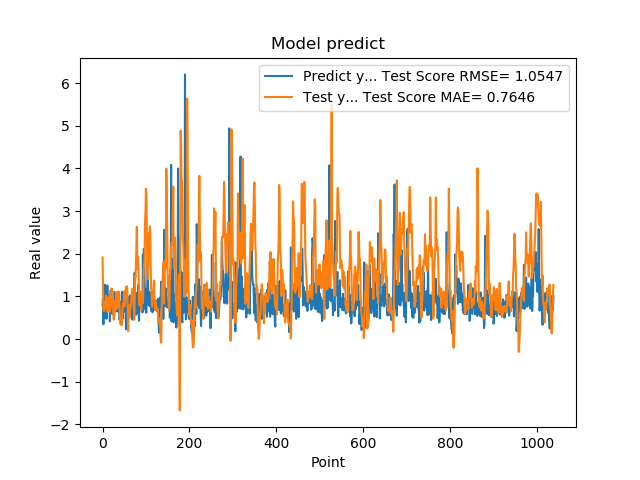 Model predict
Predict y... Test Score RMSE= 1.0547
Test y... Test Score MAE= 0.7646
Real value
6
5
4
3
2
1
0
−1
−2
0 200 400 600 800 1000
Point